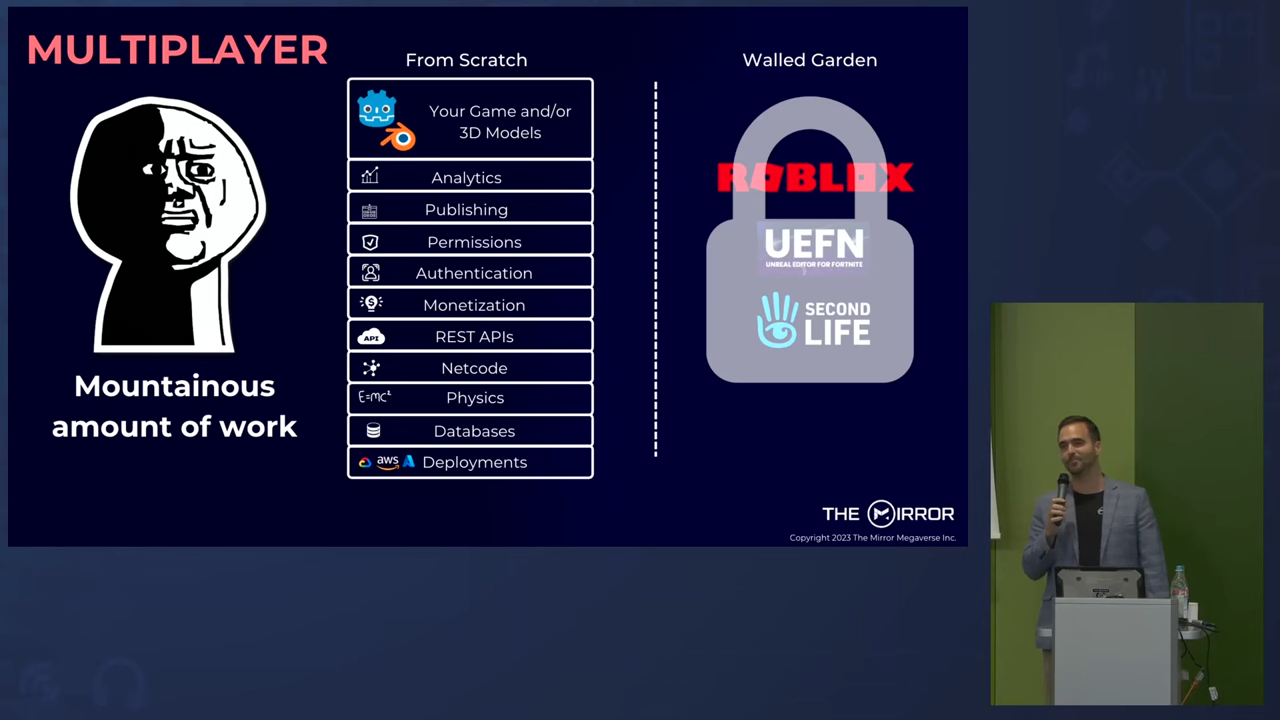 MULTIPLAYER
Mountainous
amount of work
From Scratch
Your Game and/or
3D Models
Analytics
Publishing
Permissions
Authentication
Monetization
API
REST APIs
Netcode
E=mc²
Physics
Databases
aws
Deployments
Walled Garden
ROBLOX
UEFN
UNREAL EDITOR FOR FORTNITE
SECOND
LIFE
THE MIRROR
Copyright 2023 The Mirror Megaverse Inc.